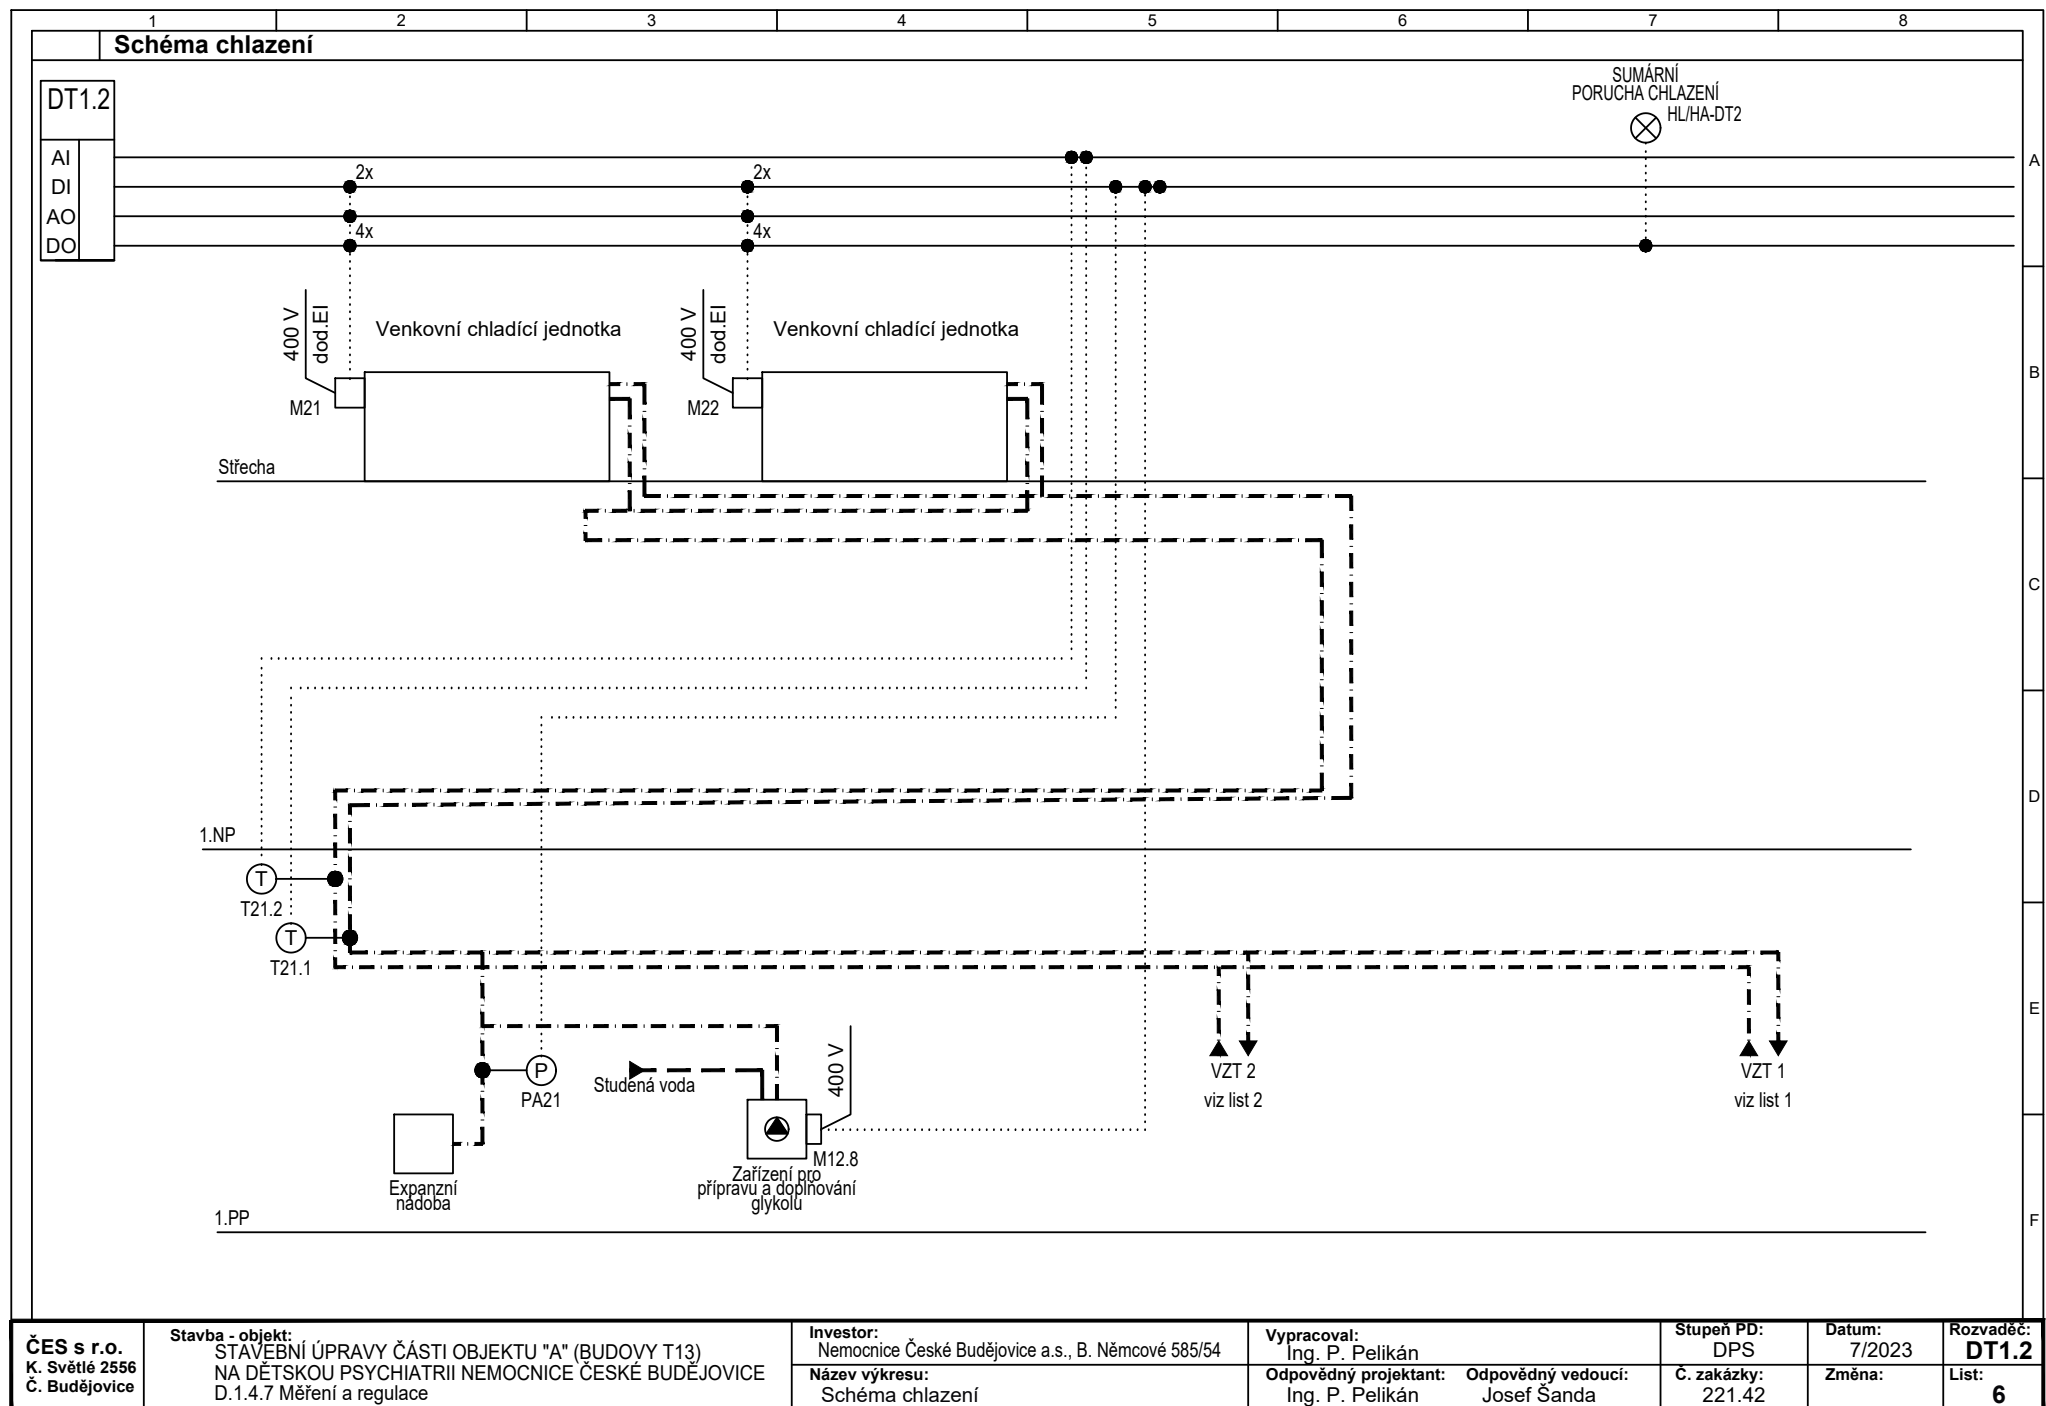 1 2 3 4 5 6 7 8
Schéma chlazení
DT1.2
SUMÁRNÍ
PORUCHA CHLAZENÍ
HL/HA-DT2
AI
A
DI
2x
2x
AO
DO
4x
4x
400 V
dod.EI
Venkovní chladící jednotka
400 V
dod.EI
Venkovní chladící jednotka
B
M21
M22
Střecha
C
D
1.NP
T
T21.2
T
T21.1
E
P
PA21
Studená voda
400 V
VZT 2
viz list 2
VZT 1
viz list 1
M12.8
Expanzní
nádoba
Zařízení pro
přípravu a doplňování
glykolu
1.PP
F
ČES s r.o.
K. Světlé 2556
Č. Budějovice
Stavba - objekt:
STAVEBNÍ ÚPRAVY ČÁSTI OBJEKTU "A" (BUDOVY T13)
NA DĚTSKOU PSYCHIATRII NEMOCNICE ČESKÉ BUDĚJOVICE
D.1.4.7 Měření a regulace
Investor:
Nemocnice České Budějovice a.s., B. Němcové 585/54
Název výkresu:
Schéma chlazení
Vypracoval:
Ing. P. Pelikán
Odpovědný projektant:
Ing. P. Pelikán
Odpovědný vedoucí:
Josef Šanda
Stupeň PD:
DPS
Č. zakázky:
221.42
Datum:
7/2023
Změna:
Rozvaděč:
DT1.2
List:
6